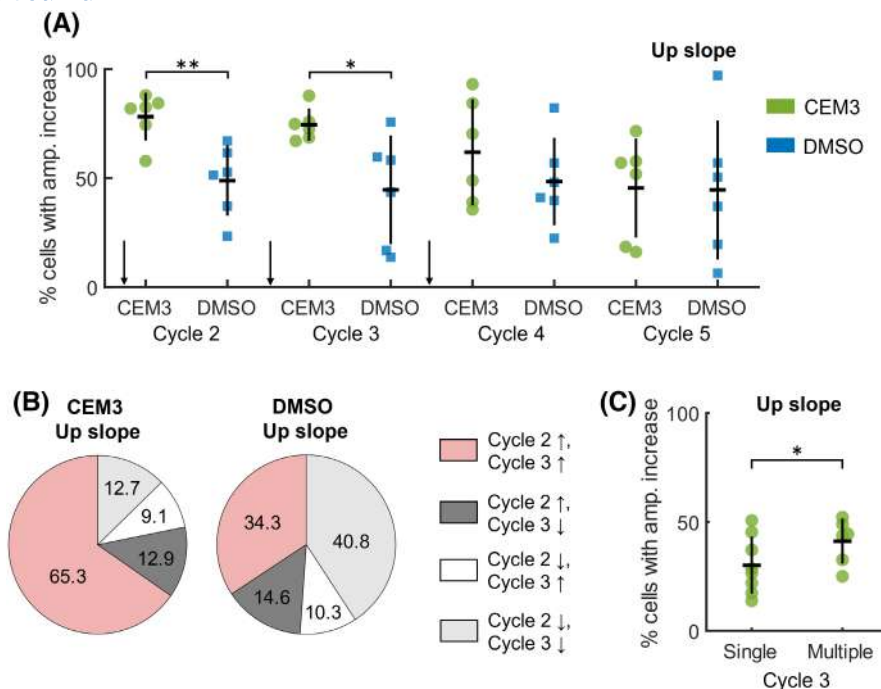 (A)
Up slope
% cells with amp. increase
100
50
0
**
*
CEM3
DMSO
CEM3 DMSO CEM3 DMSO CEM3 DMSO CEM3 DMSO
Cycle 2 Cycle 3 Cycle 4 Cycle 5
(B)
CEM3
Up slope
12.7
9.1
12.9
65.3
DMSO
Up slope
34.3
40.8
14.6
10.3
Cycle 2 ↑,
Cycle 3 ↑
Cycle 2 ↑,
Cycle 3 ↓
Cycle 2 ↓,
Cycle 3 ↑
Cycle 2 ↓,
Cycle 3 ↓
(C)
Up slope
% cells with amp. increase
100
50
0
*
Single Multiple
Cycle 3